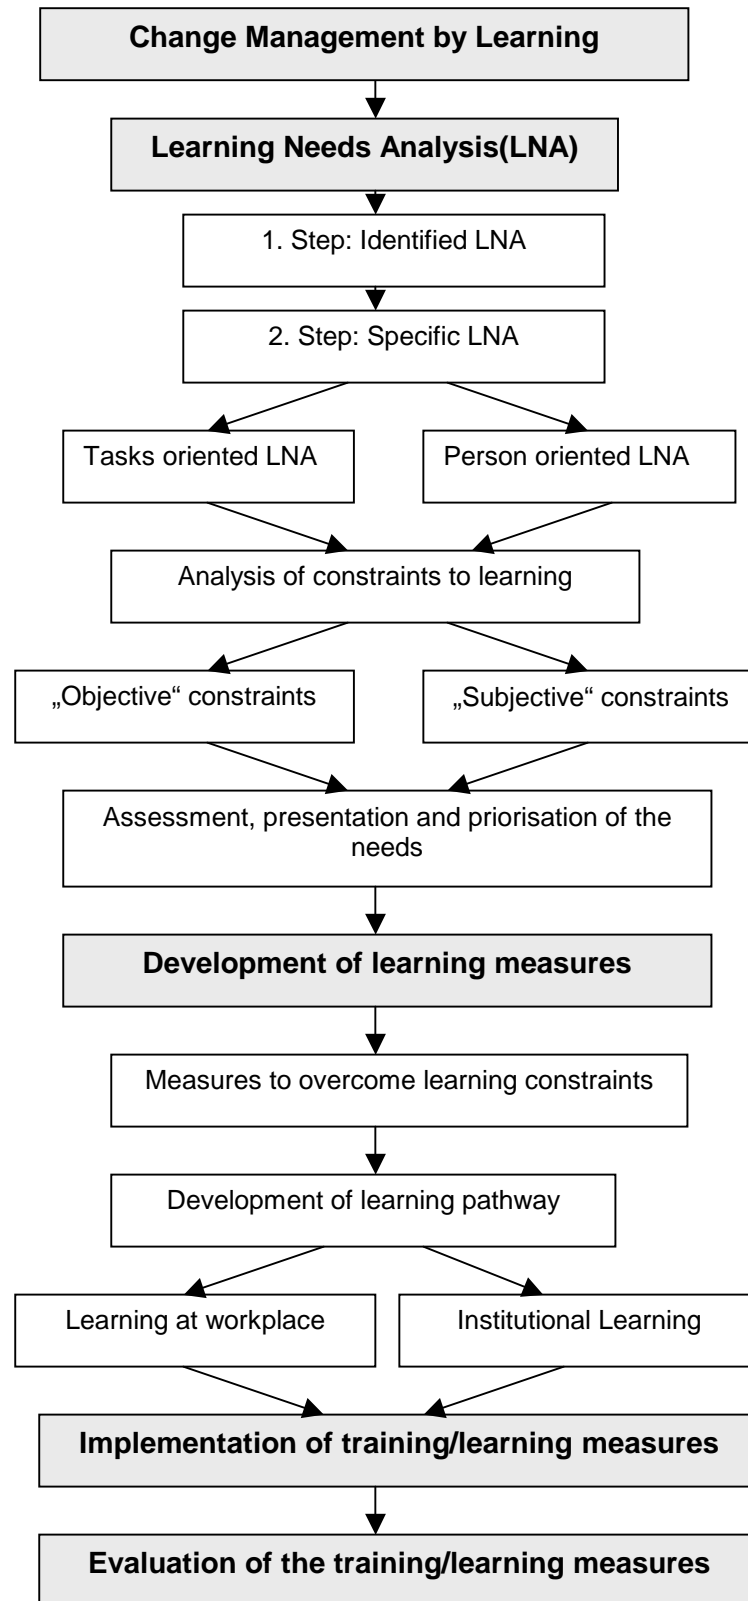 Change Management by Learning
Learning Needs Analysis(LNA)
1. Step: Identified LNA
2. Step: Specific LNA
Tasks oriented LNA
Person oriented LNA
Analysis of constraints to learning
„Objective“ constraints
„Subjective“ constraints
Assessment, presentation and priorisation of the
needs
Development of learning measures
Measures to overcome learning constraints
Development of learning pathway
Learning at workplace
Institutional Learning
Implementation of training/learning measures
Evaluation of the training/learning measures